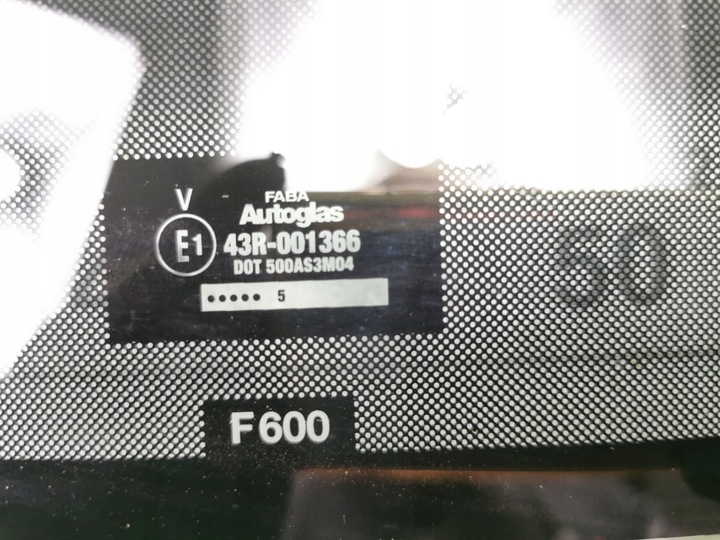 V
FABA
Autoglas
E1 43R-001366
DOT 500AS3M04
••••• 5
50
F600